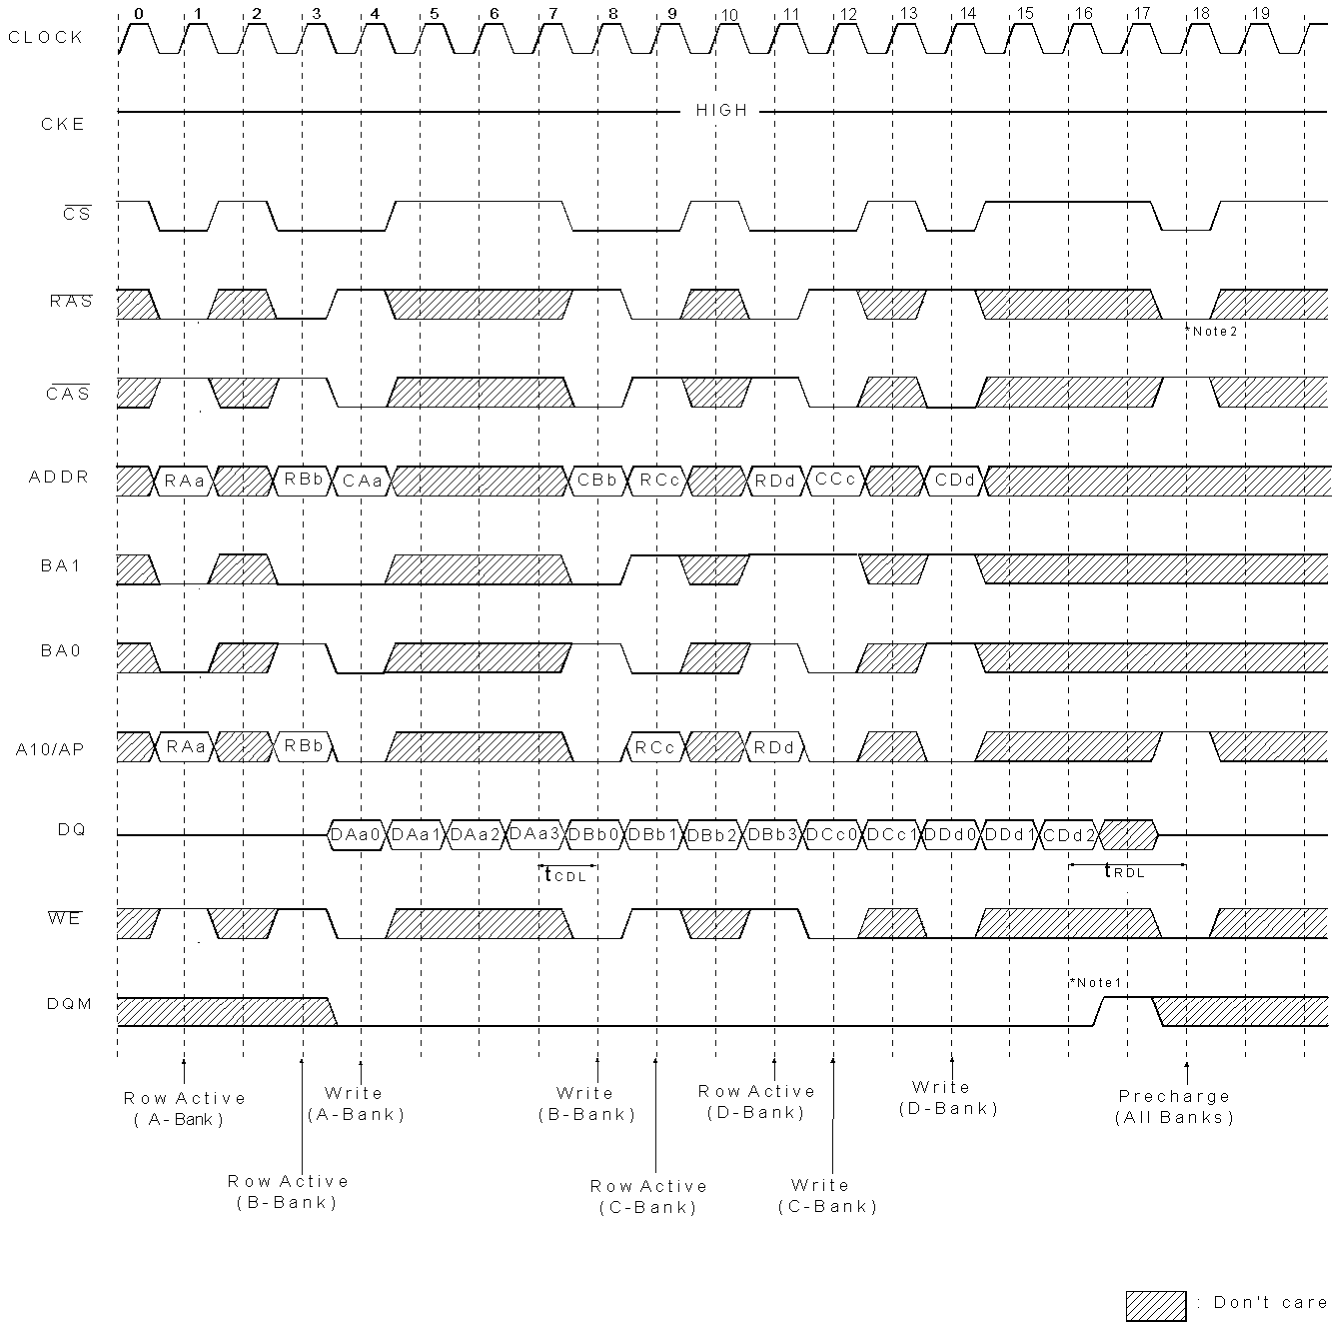 0 1 2 3 4 5 6 7 8 9 10 11 12 13 14 15 16 17 18 19
CLOCK
HIGH
CKE
CS
RAS
*Note2
CAS
ADDR RAa RBb CAa CBb RCc RDd CCc CDd
BA1
BA0
A10/AP RAa RBb RCc RDd
DQ DAa0 DAa1 DAa2 DAa3 DBb0 DBb1 DBb2 DBb3 DCc0 DCc1 DDd0 DDd1 CDd2
tCDL tRDL
WE
*Note1
DQM
Row Active
(A-Bank)
Write
(A-Bank)
Write
(B-Bank)
Row Active
(D-Bank)
Write
(D-Bank)
Precharge
(All Banks)
Row Active
(B-Bank)
Row Active
(C-Bank)
Write
(C-Bank)
: Don't care